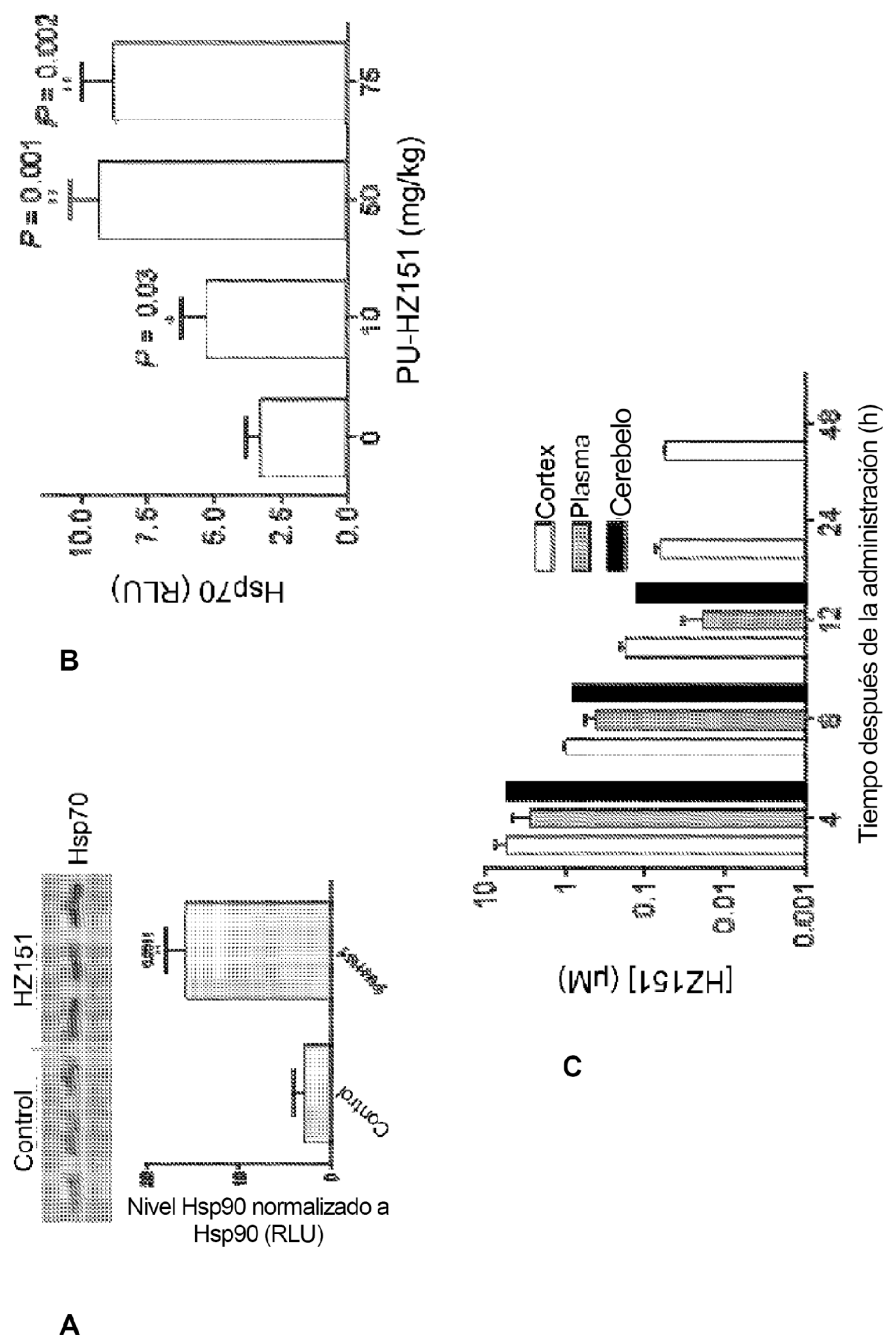 A
Control HZ151
Hsp70
Nivel Hsp90 normalizado a
Hsp90 (RLU)
0
Control
B
Hsp70 (RLU)
10.0
7.5
5.0
2.5
0.0
P = 0.03
P = 0.001
P = 0.002
0
10
50
75
PU-HZ151 (mg/kg)
C
[HZ151] (µM)
10
1
0.1
0.01
0.001
Cortex
Plasma
Cerebelo
4
12
24
48
Tiempo después de la administración (h)